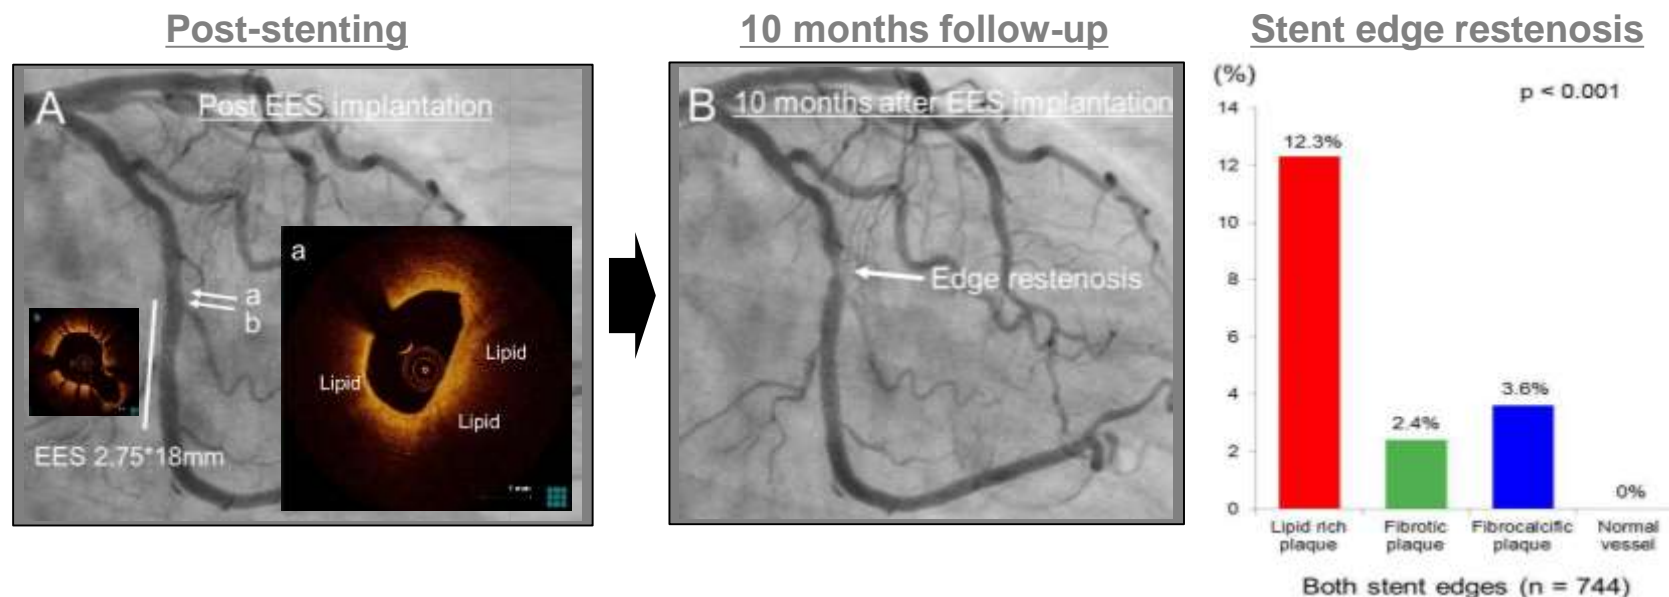 Post-stenting
10 months follow-up
Stent edge restenosis
A
Post EES implantation
a
b
a
Lipid
Lipid
Lipid
1 mm
EES 2.75*18mm
B
10 months after EES implantation
Edge restenosis
(%)
p < 0.001
14
12
10
8
6
4
2
0
12.3%
2.4%
3.6%
0%
Lipid rich
plaque
Fibrotic
plaque
Fibrocalcific
plaque
Normal
vessel
Both stent edges (n = 744)